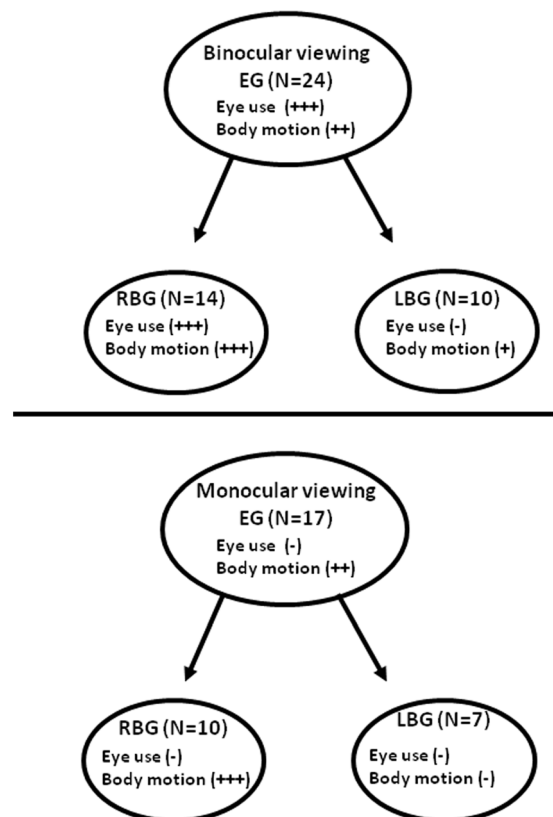 Binocular viewing
EG (N=24)
Eye use (+++)
Body motion (++)
RBG (N=14)
Eye use (+++)
Body motion (+++)
LBG (N=10)
Eye use (-)
Body motion (+)
Monocular viewing
EG (N=17)
Eye use (-)
Body motion (++)
RBG (N=10)
Eye use (-)
Body motion (+++)
LBG (N=7)
Eye use (-)
Body motion (-)